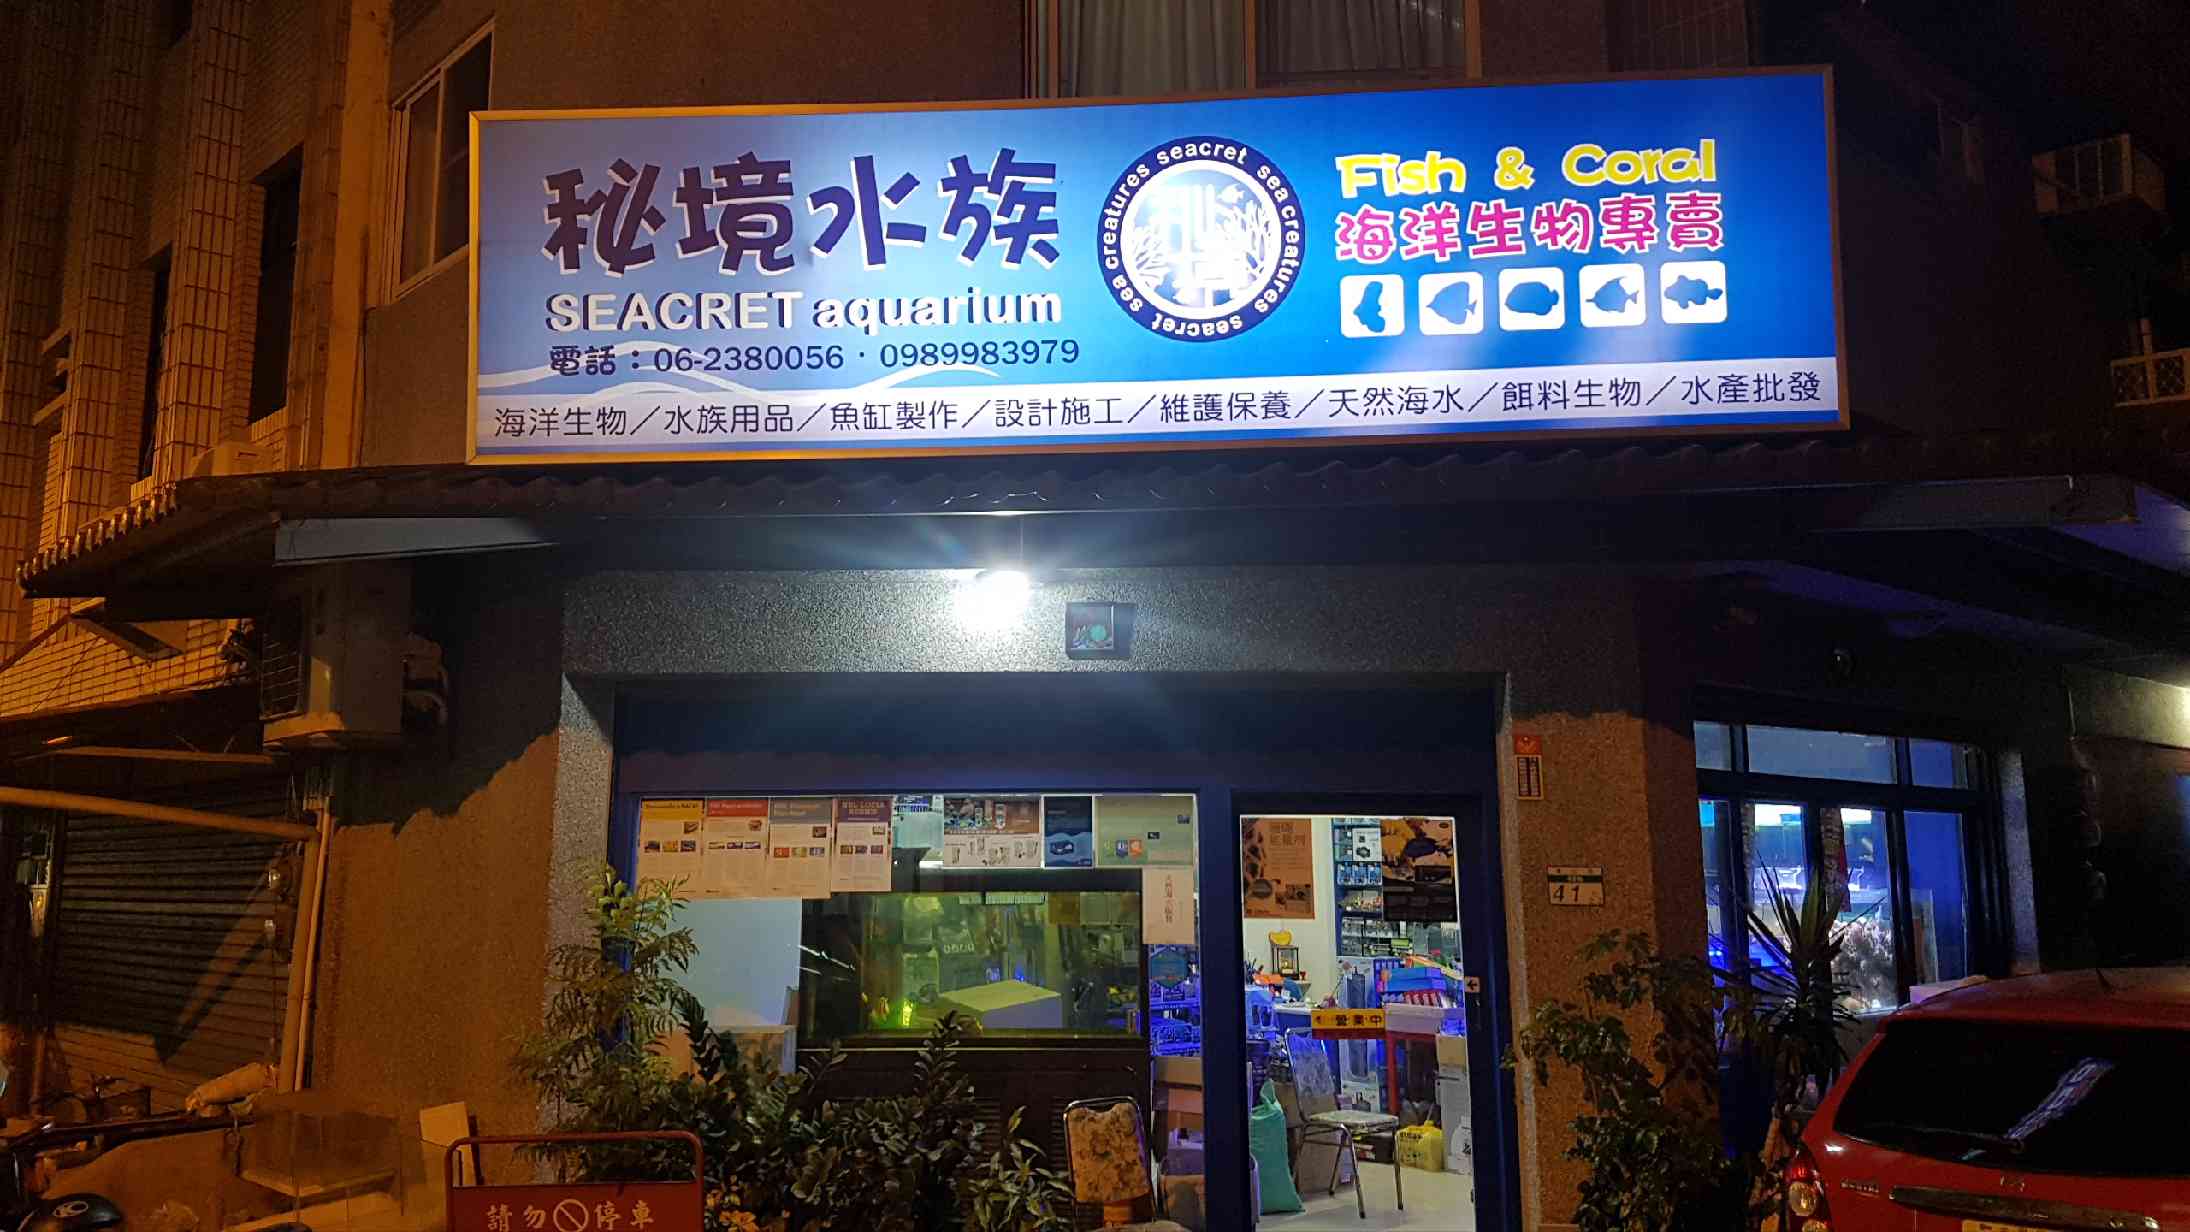 秘境水族
SEACRET aquarium
電話：06-2380056·0989983979
seacret sea creatures seacret sea creatures
Fish & Coral
海洋生物專賣
海洋生物／水族用品／魚缸製作／設計施工／維護保養／天然海水／餌料生物／水產批發
41
營業中
請勿停車